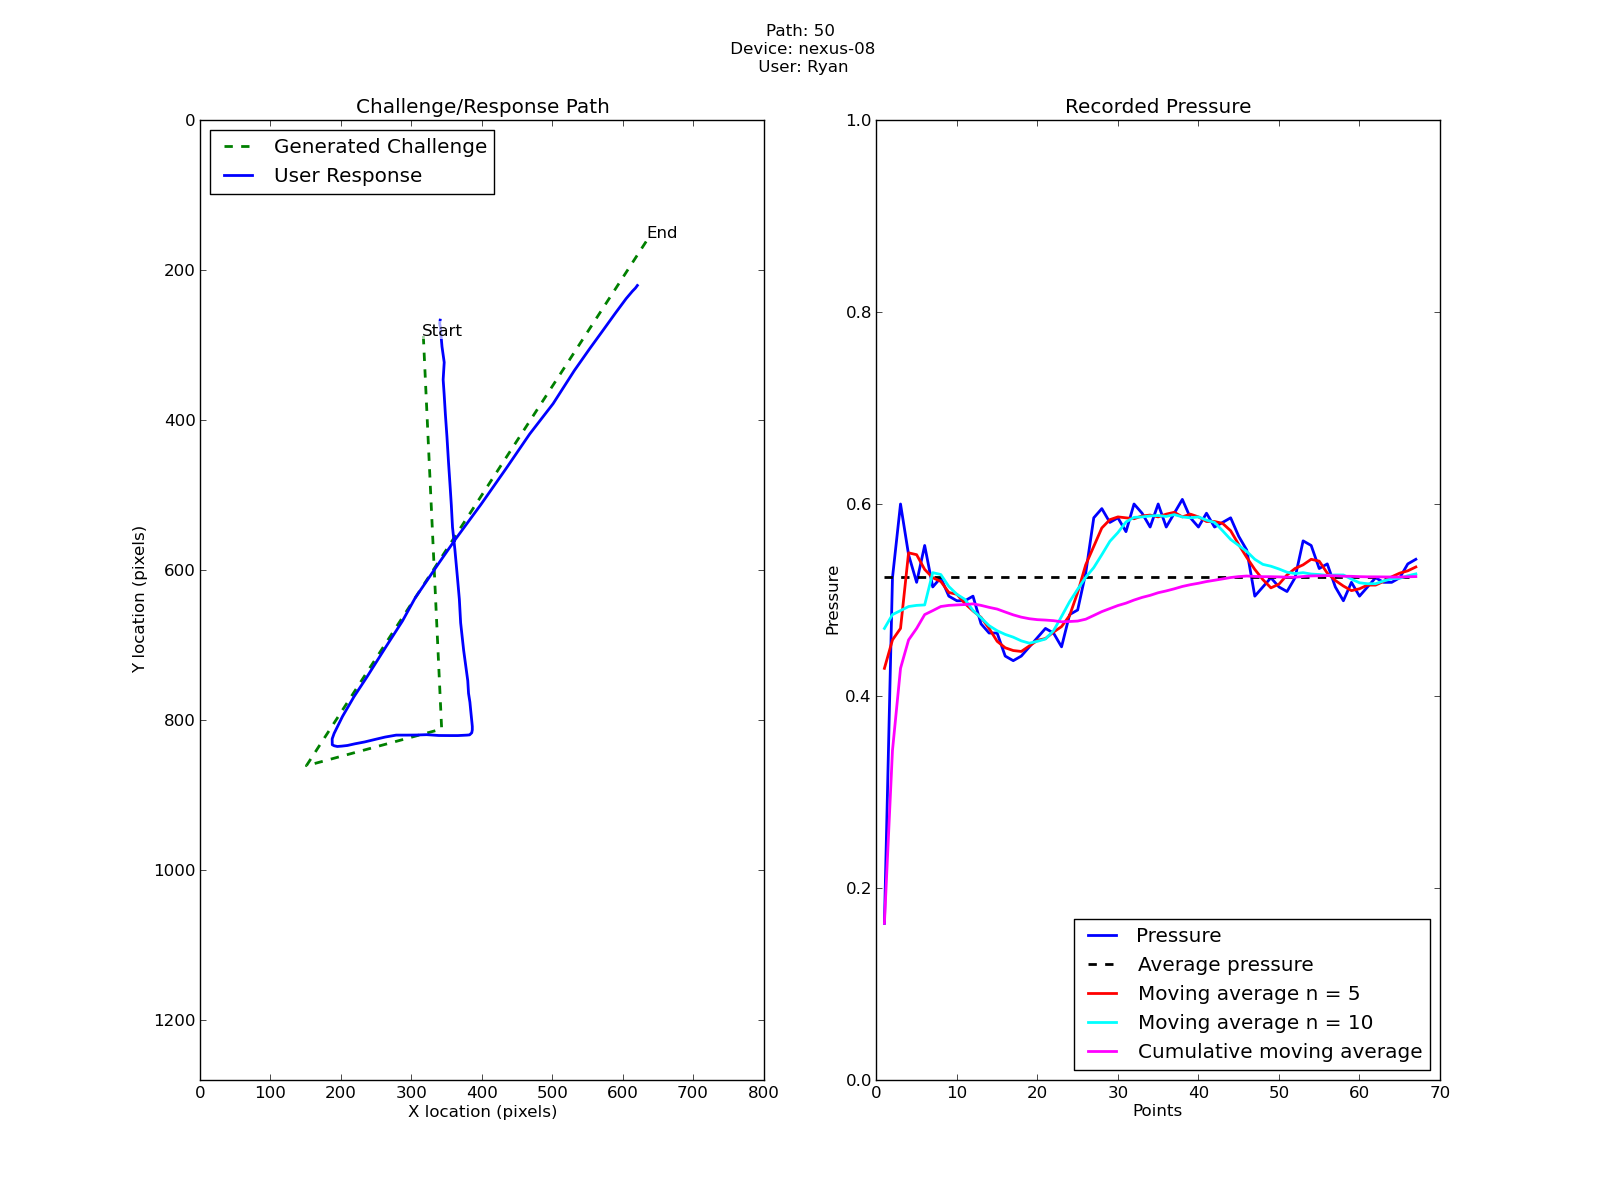 Path: 50
Device: nexus-08
User: Ryan
Challenge/Response Path
Generated Challenge
User Response
Start
End
0
200
400
600
800
1000
1200
Y location (pixels)
0 100 200 300 400 500 600 700 800
X location (pixels)
Recorded Pressure
1.0
0.8
0.6
0.4
0.2
0.0
Pressure
Pressure
Average pressure
Moving average n = 5
Moving average n = 10
Cumulative moving average
0 10 20 30 40 50 60 70
Points